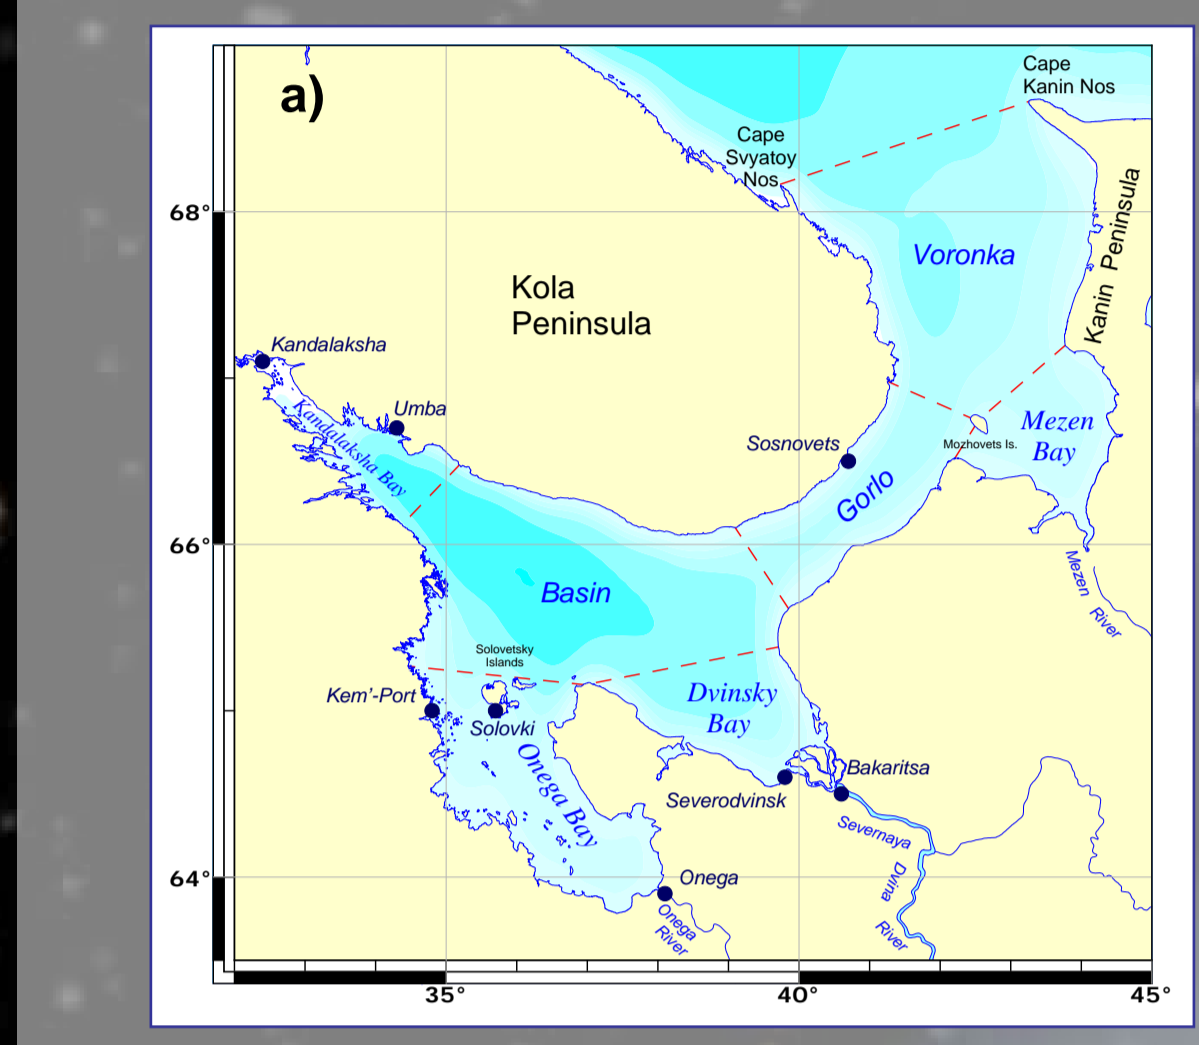 a)
Cape
Kanin Nos
Cape
Svyatoy
Nos
68°
Voronka
Kanin Peninsula
Kola
Peninsula
Kandalaksha
Umba
Kandalaksha Bay
Sosnovets
Mozhovets Is.
Mezen
Bay
Gorlo
66°
Mezen River
Basin
Solovetsky
Islands
Kem'-Port
Solovki
Dvinsky
Bay
Onega Bay
Bakaritsa
Severodvinsk
Severnaya Dvina River
64°
Onega
Onega
River
35°
40°
45°